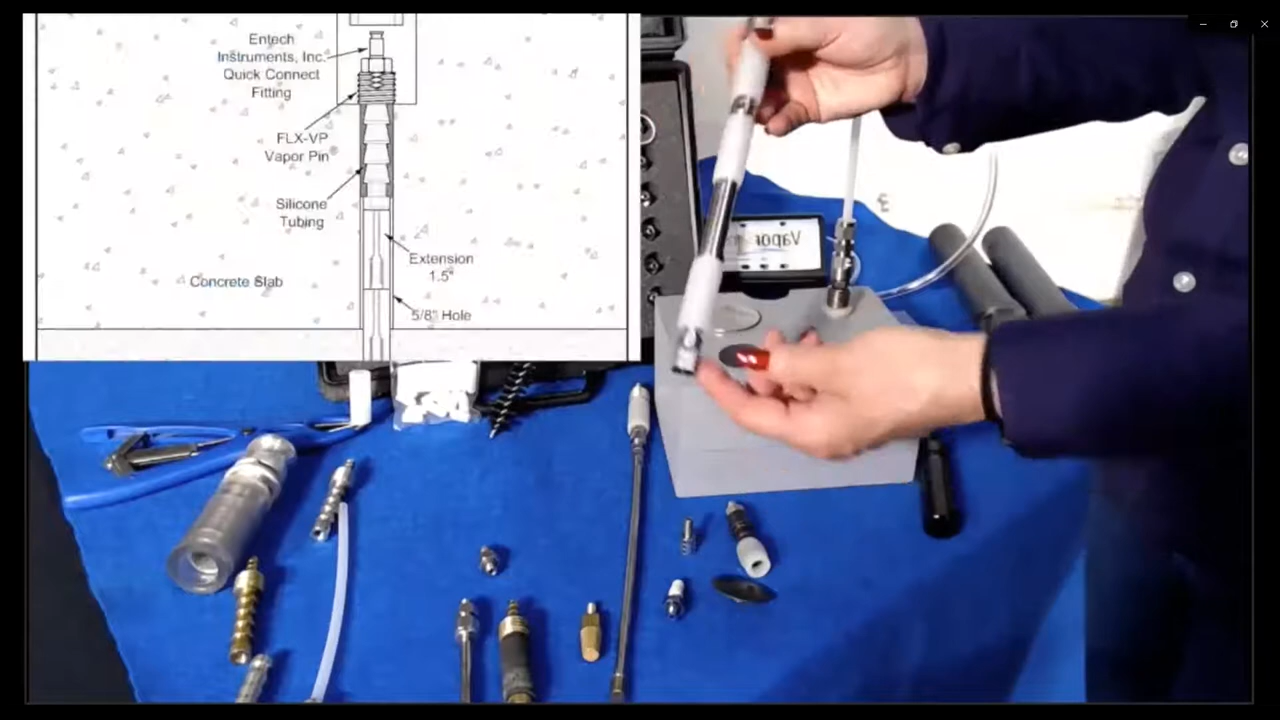 Entech
Instruments, Inc.
Quick Connect
Fitting
FLX-VP
Vapor Pin®
Silicone
Tubing
Extension
1.5"
Concrete Slab
5/8" Hole
Vapor